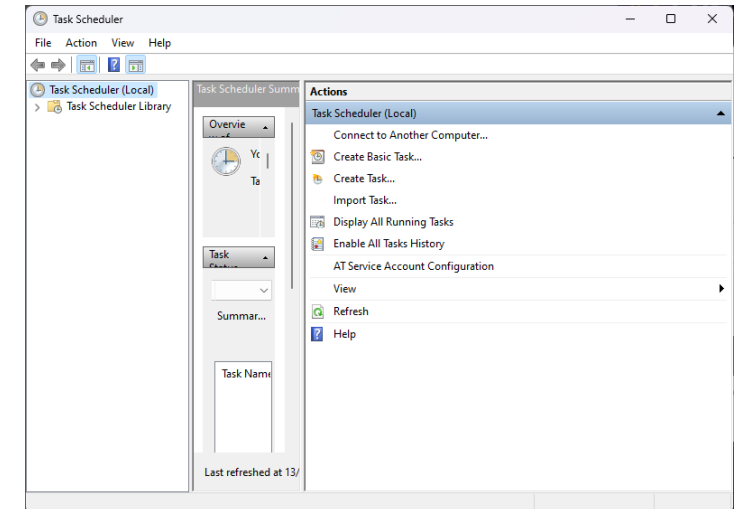 Task Scheduler
File Action View Help
Task Scheduler (Local)
Task Scheduler Library
Task Scheduler Summ
Overvie
Ta
Task
Summar...
Task Name
Last refreshed at 13/
Actions
Task Scheduler (Local)
Connect to Another Computer...
Create Basic Task...
Create Task...
Import Task...
Display All Running Tasks
Enable All Tasks History
AT Service Account Configuration
View
Refresh
Help